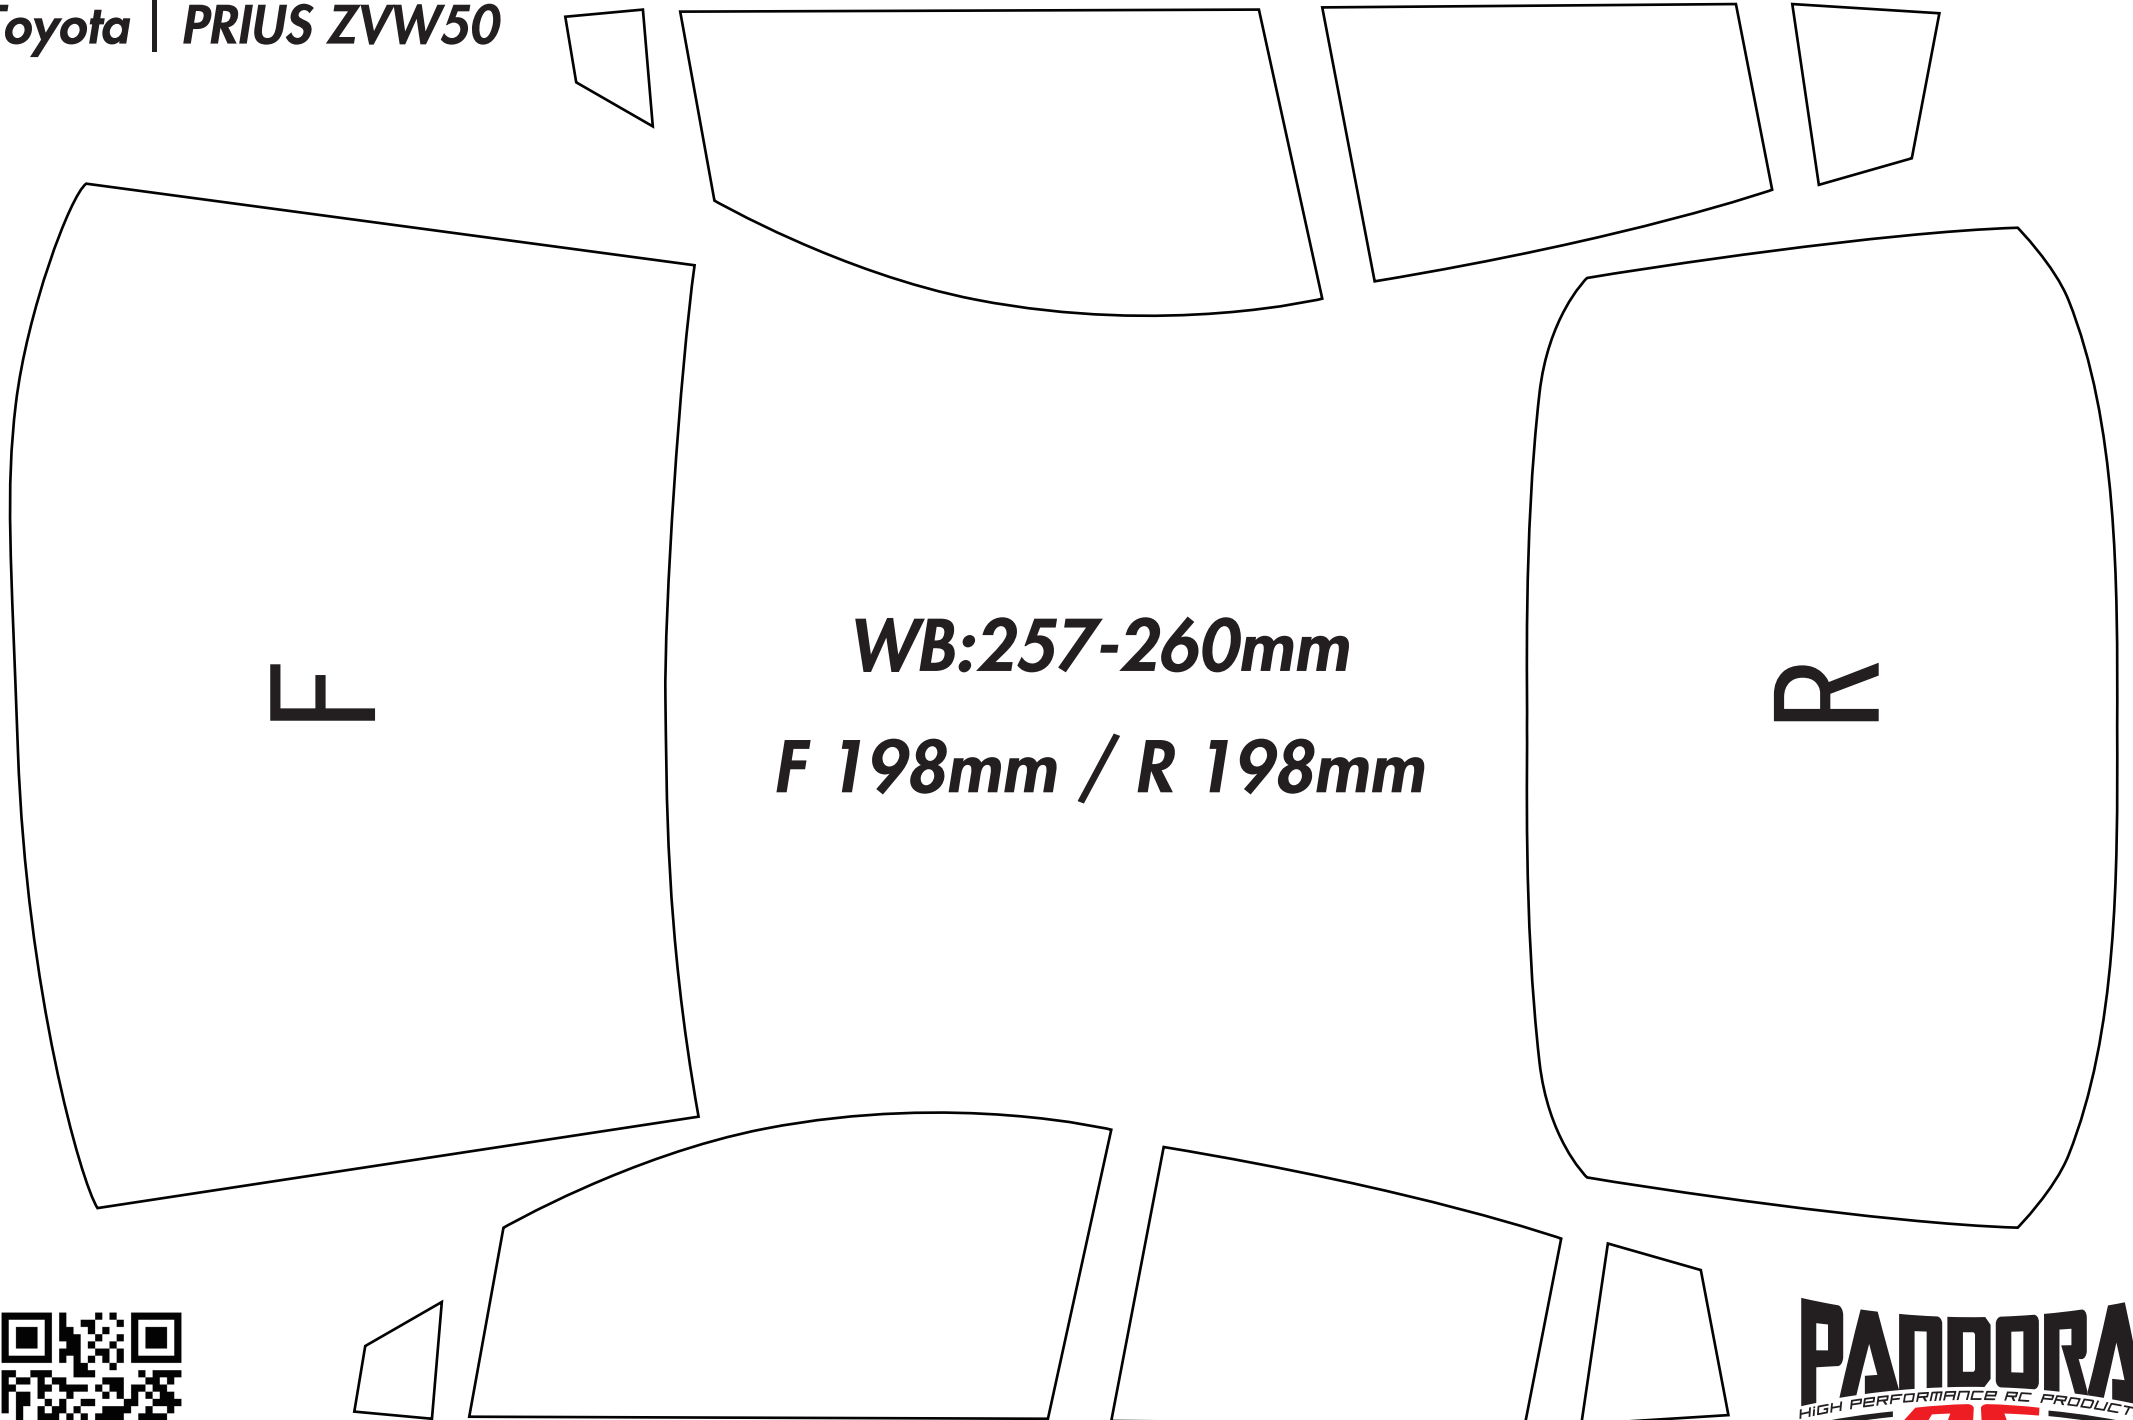 Toyota | PRIUS ZVW50
WB:257-260mm
F
R
F 198mm / R 198mm
PANDORA
HIGH PERFORMANCE RC PRODUCT